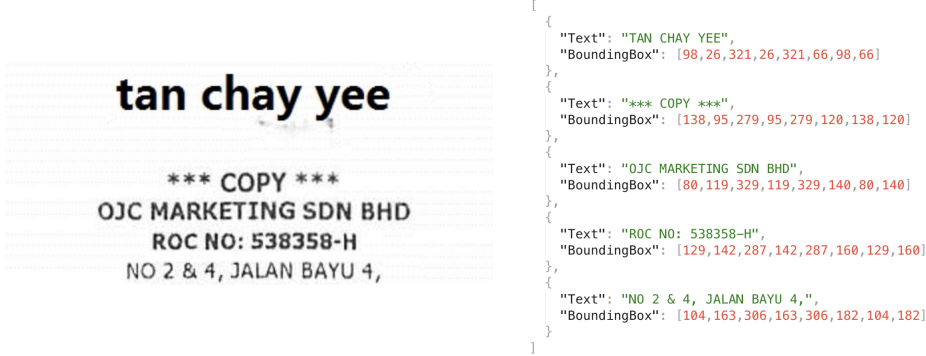 tan chay yee
*** COPY ***
OJC MARKETING SDN BHD
ROC NO: 538358-H
NO 2 & 4, JALAN BAYU 4,
[
{
"Text": "TAN CHAY YEE",
"BoundingBox": [98,26,321,26,321,66,98,66]
},
{
"Text": "*** COPY ***",
"BoundingBox": [138,95,279,95,279,120,138,120]
},
{
"Text": "OJC MARKETING SDN BHD",
"BoundingBox": [80,119,329,119,329,140,80,140]
},
{
"Text": "ROC NO: 538358-H",
"BoundingBox": [129,142,287,142,287,160,129,160]
},
{
"Text": "NO 2 & 4, JALAN BAYU 4,",
"BoundingBox": [104,163,306,163,306,182,104,182]
}
]